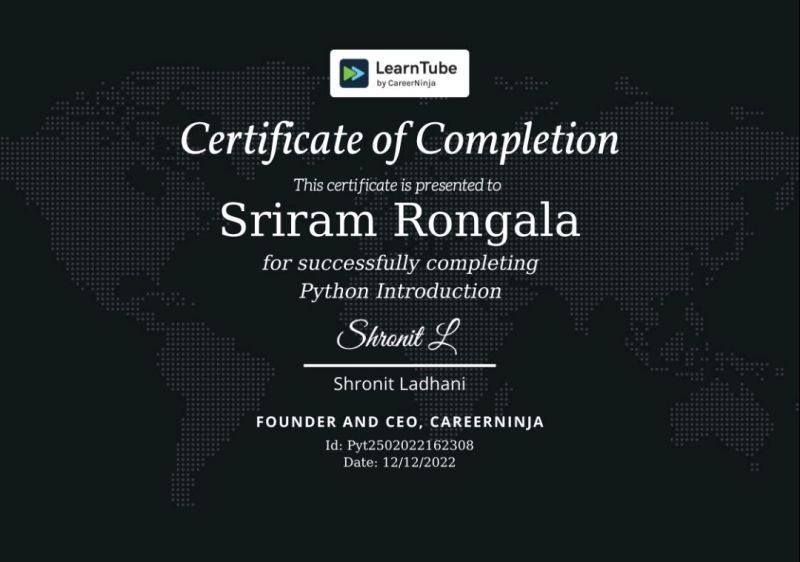 LearnTube
by CareerNinja
Certificate of Completion
This certificate is presented to
Sriram Rongala
for successfully completing
Python Introduction
Shronit L
Shronit Ladhani
FOUNDER AND CEO, CAREERNINJA
Id: Pyt2502022162308
Date: 12/12/2022